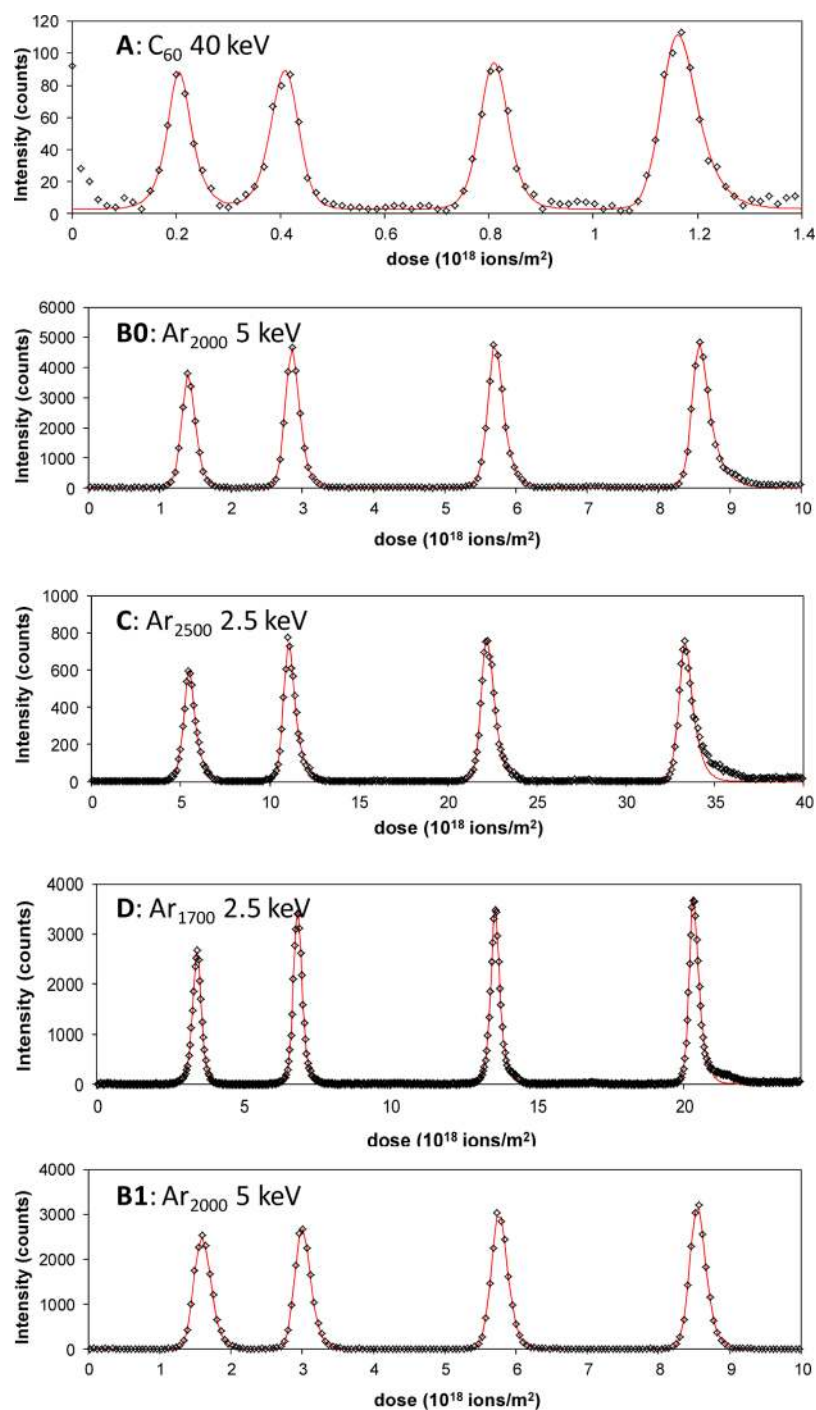 A: C60 40 keV
Intensity (counts)
120
100
80
60
40
20
0
0 0.2 0.4 0.6 0.8 1 1.2 1.4
dose (10^18 ions/m^2)
B0: Ar2000 5 keV
Intensity (counts)
6000
5000
4000
3000
2000
1000
0
0 1 2 3 4 5 6 7 8 9 10
dose (10^18 ions/m^2)
C: Ar2500 2.5 keV
Intensity (counts)
1000
800
600
400
200
0
0 5 10 15 20 25 30 35 40
dose (10^18 ions/m^2)
D: Ar1700 2.5 keV
Intensity (counts)
4000
3000
2000
1000
0
0 5 10 15 20
dose (10^18 ions/m^2)
B1: Ar2000 5 keV
Intensity (counts)
4000
3000
2000
1000
0
0 1 2 3 4 5 6 7 8 9 10
dose (10^18 ions/m^2)